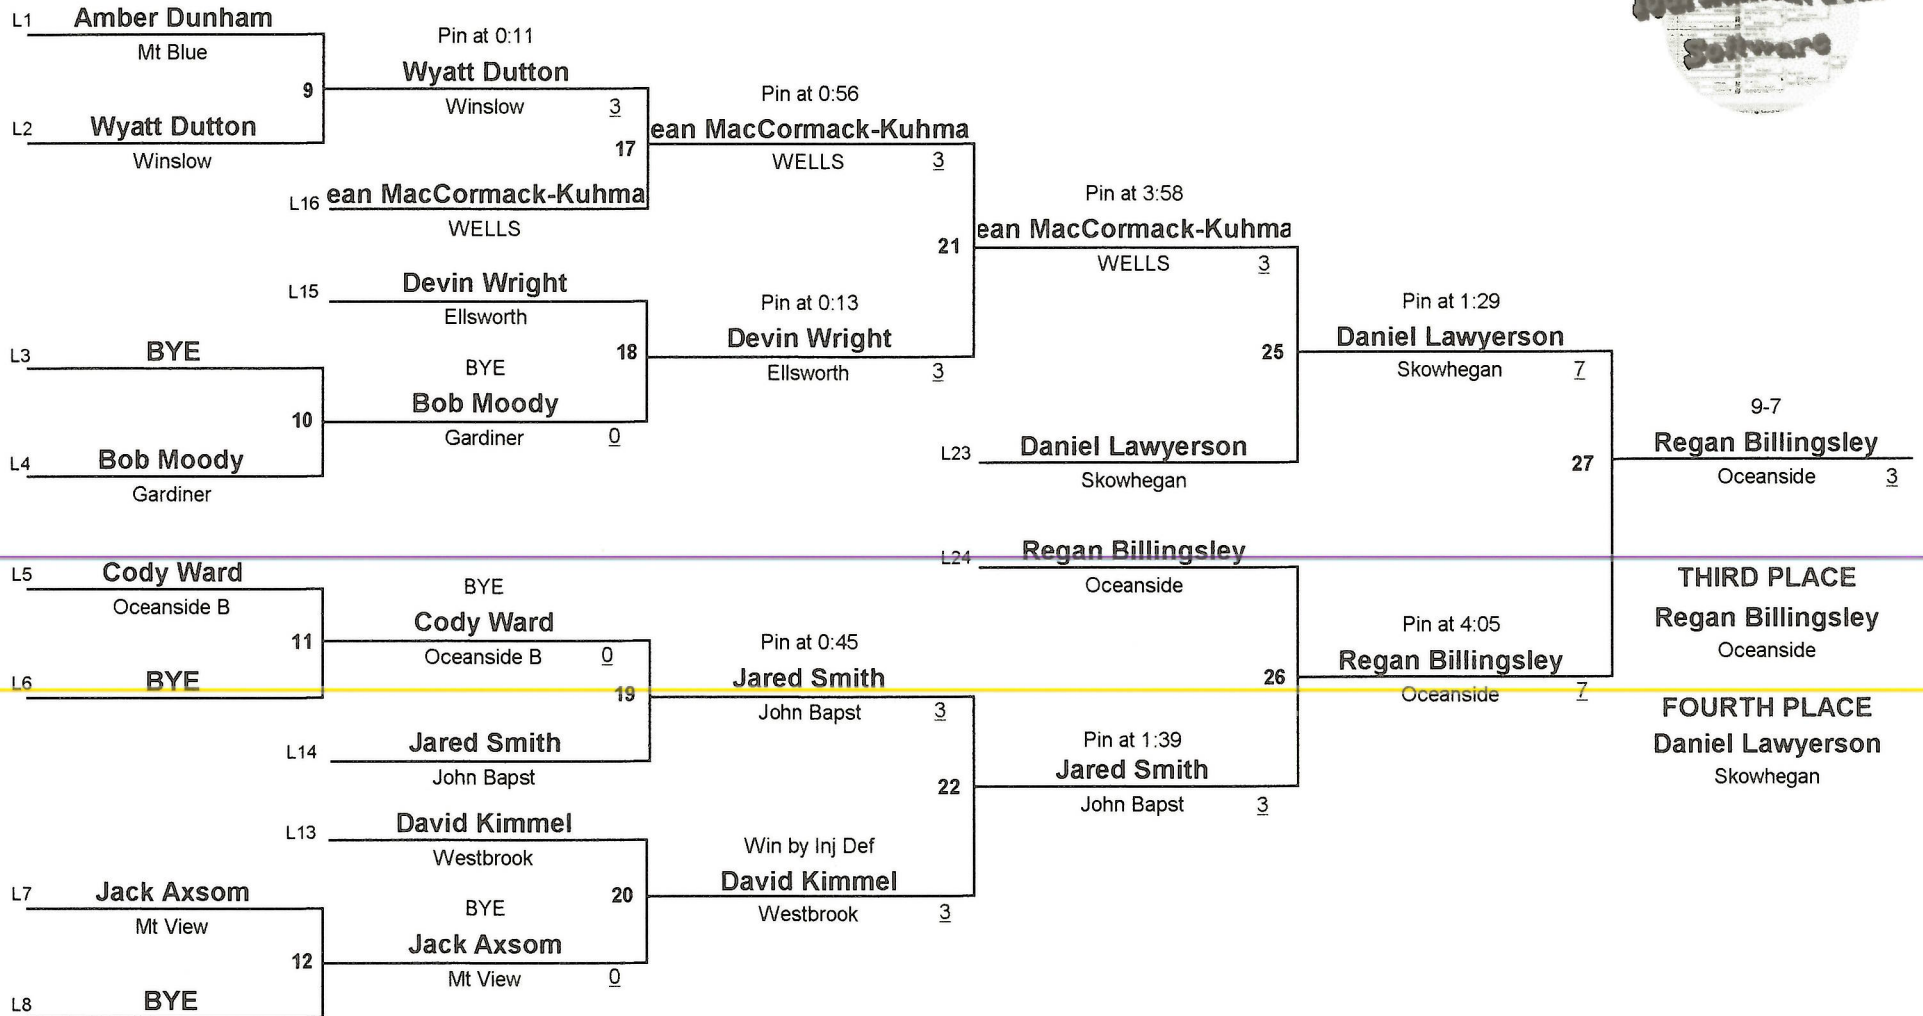 L1 Amber Dunham
Mt Blue
9
L2 Wyatt Dutton
Winslow
Pin at 0:11
Wyatt Dutton
Winslow 3
17
L16 ean MacCormack-Kuhma
WELLS
Pin at 0:56
ean MacCormack-Kuhma
WELLS 3
L15 Devin Wright
Ellsworth
18
L3 BYE
10
L4 Bob Moody
Gardiner
BYE
Bob Moody
Gardiner 0
Pin at 0:13
Devin Wright
Ellsworth 3
21
Pin at 3:58
ean MacCormack-Kuhma
WELLS 3
25
L23 Daniel Lawyerson
Skowhegan
Pin at 1:29
Daniel Lawyerson
Skowhegan 7
27
9-7
Regan Billingsley
Oceanside 3
L24 Regan Billingsley
Oceanside
L5 Cody Ward
Oceanside B
11
L6 BYE
BYE
Cody Ward
Oceanside B 0
19
L14 Jared Smith
John Bapst
Pin at 0:45
Jared Smith
John Bapst 3
22
L13 David Kimmel
Westbrook
20
L7 Jack Axsom
Mt View
12
L8 BYE
BYE
Jack Axsom
Mt View 0
Win by Inj Def
David Kimmel
Westbrook 3
Pin at 1:39
Jared Smith
John Bapst 3
26
Pin at 4:05
Regan Billingsley
Oceanside 7
THIRD PLACE
Regan Billingsley
Oceanside
FOURTH PLACE
Daniel Lawyerson
Skowhegan
Software